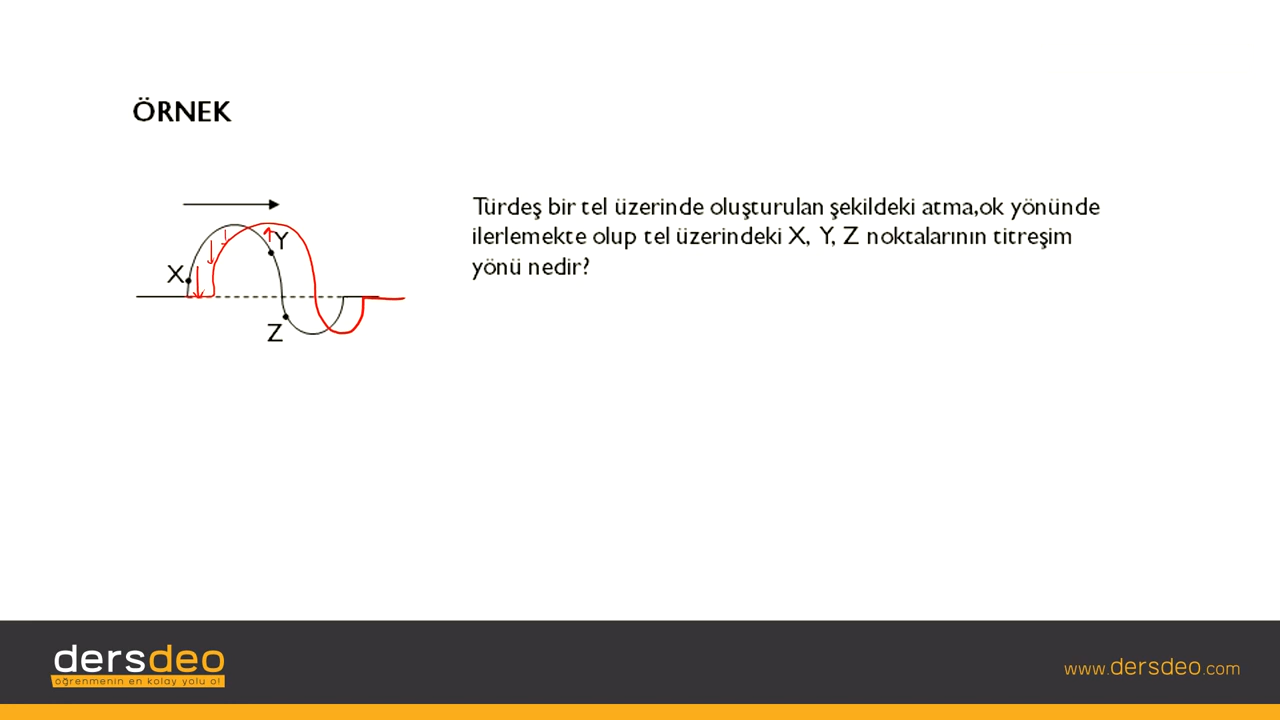 ÖRNEK
Türdeş bir tel üzerinde oluşturulan şekildeki atma,ok yönünde
ilerlemekte olup tel üzerindeki X, Y, Z noktalarının titreşim
yönü nedir?
Y
X
Z
dersdeo
öğrenmenin en kolay yolu o!
www.dersdeo.com